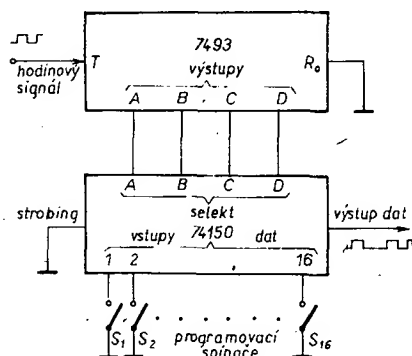 7493
T
výstupy
R₀
hodinový
signál
A B C D
A B C D
strobing
selekt
výstup dat
vstupy 74150 dat
1 2 16
S₁ S₂ S₁₆
programovací
spínače